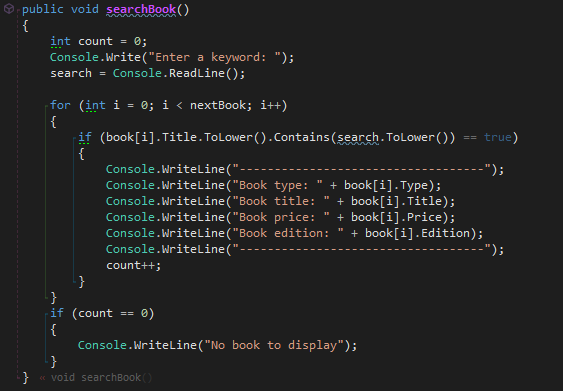 public void searchBook()
{
int count = 0;
Console.Write("Enter a keyword: ");
search = Console.ReadLine();
for (int i = 0; i < nextBook; i++)
{
if (book[i].Title.ToLower().Contains(search.ToLower()) == true)
{
Console.WriteLine("-----------------------------------");
Console.WriteLine("Book type: " + book[i].Type);
Console.WriteLine("Book title: " + book[i].Title);
Console.WriteLine("Book price: " + book[i].Price);
Console.WriteLine("Book edition: " + book[i].Edition);
Console.WriteLine("-----------------------------------");
count++;
}
}
if (count == 0)
{
Console.WriteLine("No book to display");
}
} « void searchBook()